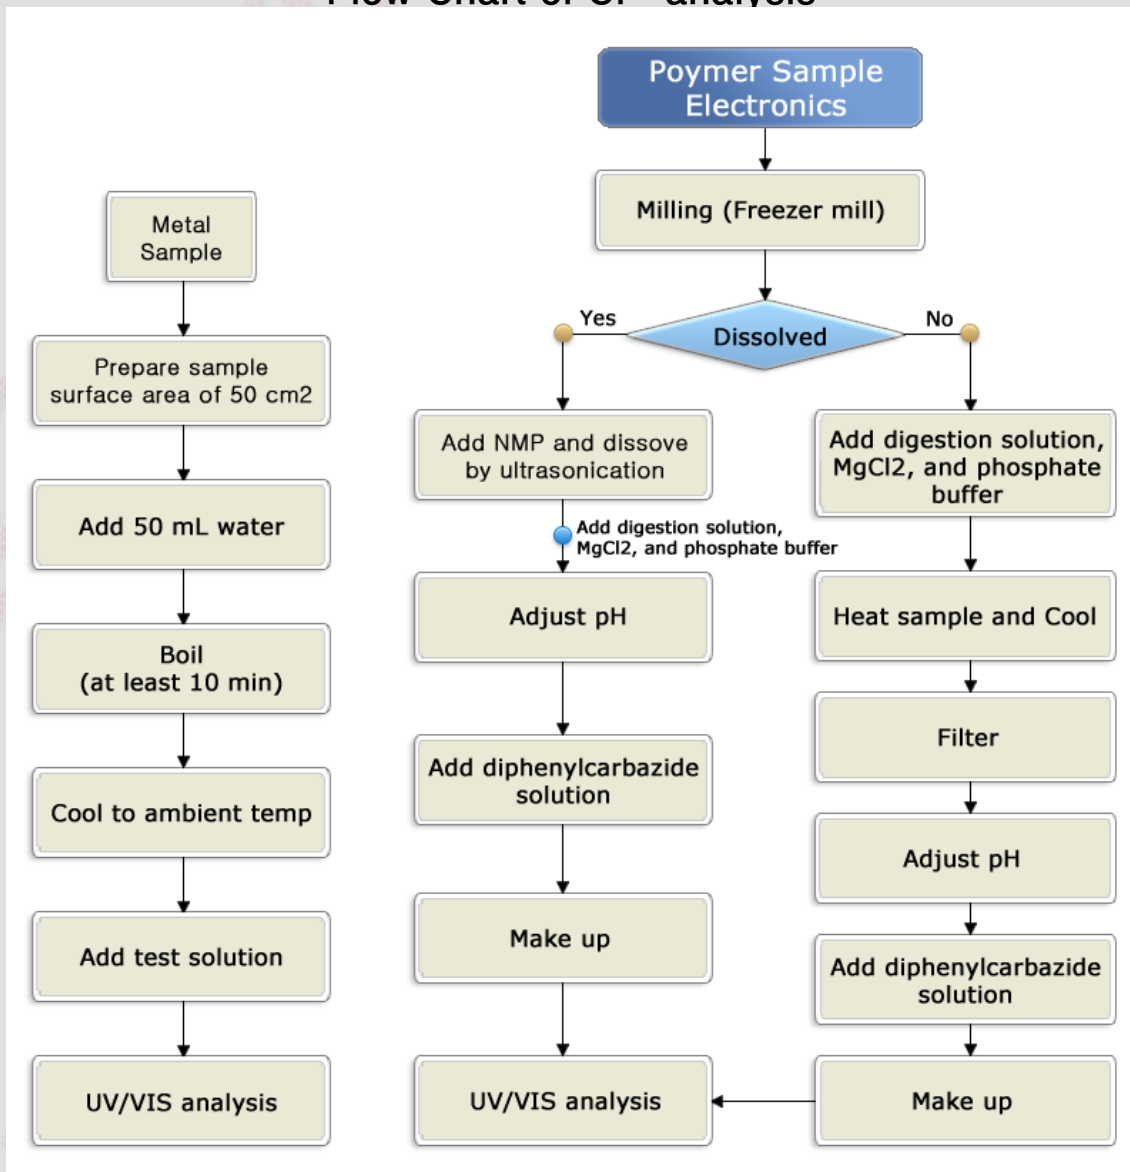 Poymer Sample
Electronics
Milling (Freezer mill)
Dissolved
Yes
No
Metal
Sample
Prepare sample
surface area of 50 cm2
Add 50 mL water
Boil
(at least 10 min)
Cool to ambient temp
Add test solution
UV/VIS analysis
Add NMP and dissove
by ultrasonication
Add digestion solution,
MgCl2, and phosphate buffer
Adjust pH
Add diphenylcarbazide
solution
Make up
UV/VIS analysis
Add digestion solution,
MgCl2, and phosphate
buffer
Heat sample and Cool
Filter
Adjust pH
Add diphenylcarbazide
solution
Make up